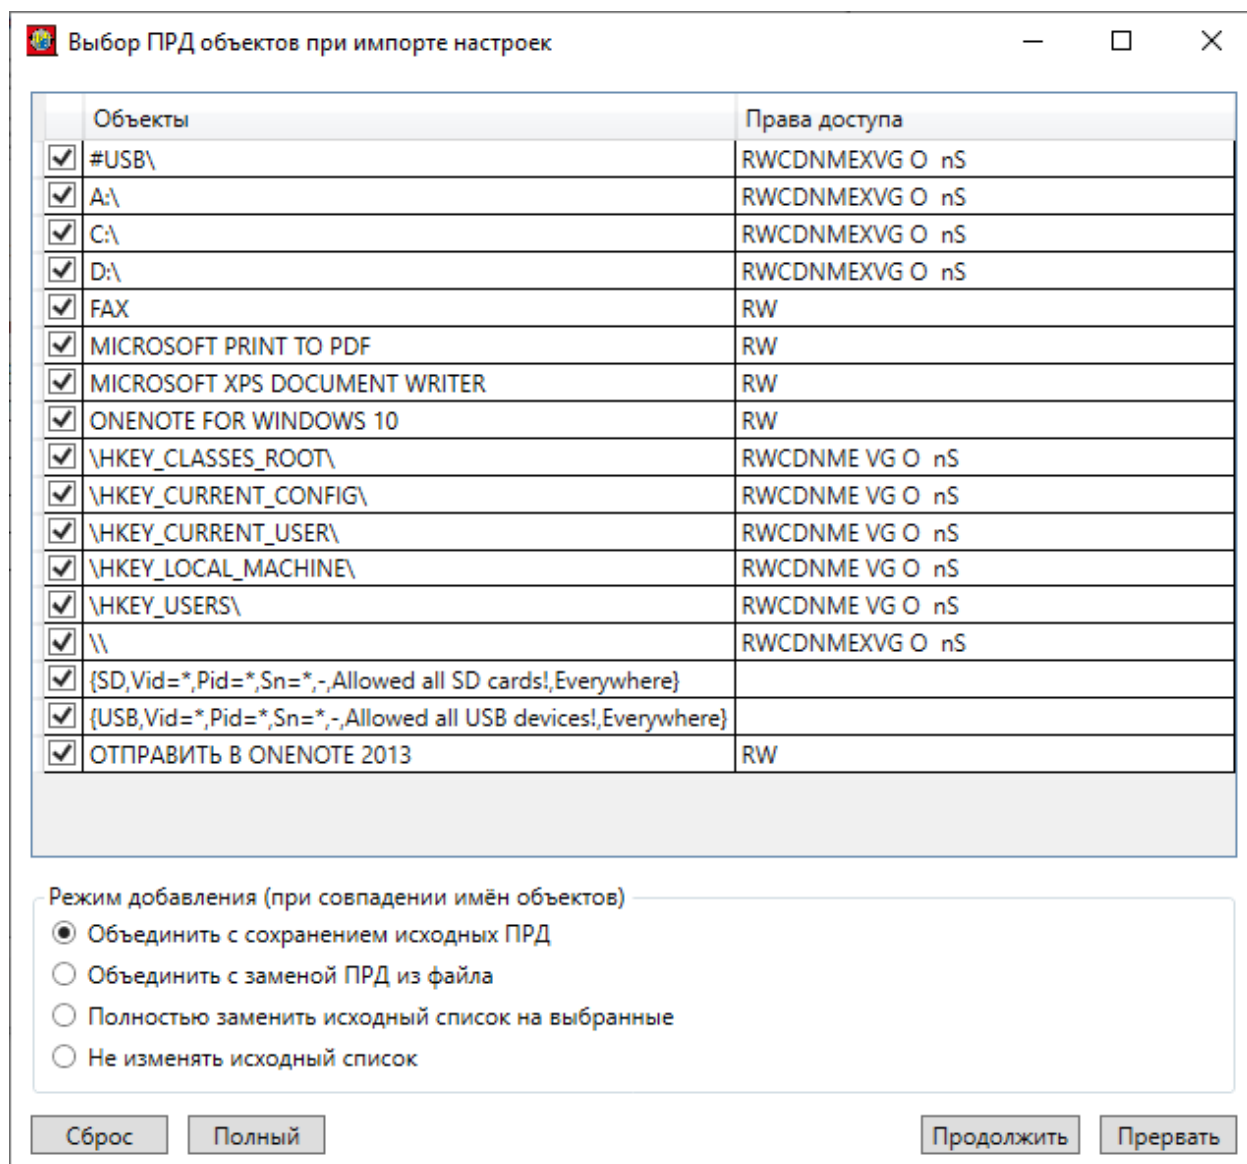 Выбор ПРД объектов при импорте настроек
Объекты Права доступа
#USB\ RWCDNMEXVG O  nS
A:\ RWCDNMEXVG O  nS
C:\ RWCDNMEXVG O  nS
D:\ RWCDNMEXVG O  nS
FAX RW
MICROSOFT PRINT TO PDF RW
MICROSOFT XPS DOCUMENT WRITER RW
ONENOTE FOR WINDOWS 10 RW
\HKEY_CLASSES_ROOT\ RWCDNME VG O  nS
\HKEY_CURRENT_CONFIG\ RWCDNME VG O  nS
\HKEY_CURRENT_USER\ RWCDNME VG O  nS
\HKEY_LOCAL_MACHINE\ RWCDNME VG O  nS
\HKEY_USERS\ RWCDNME VG O  nS
\\ RWCDNMEXVG O  nS
{SD,Vid=*,Pid=*,Sn=*,-,Allowed all SD cards!,Everywhere}
{USB,Vid=*,Pid=*,Sn=*,-,Allowed all USB devices!,Everywhere}
ОТПРАВИТЬ В ONENOTE 2013 RW
Режим добавления (при совпадении имён объектов)
Объединить с сохранением исходных ПРД
Объединить с заменой ПРД из файла
Полностью заменить исходный список на выбранные
Не изменять исходный список
Сброс Полный Продолжить Прервать